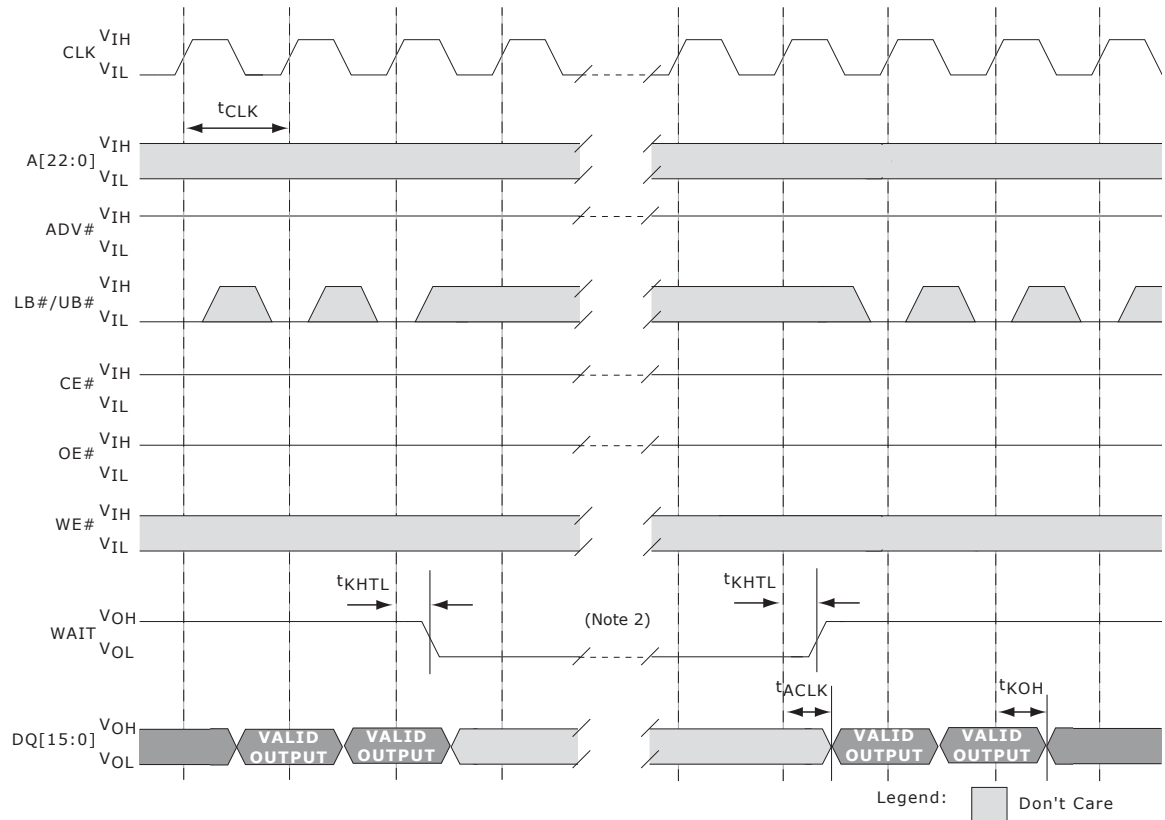 CLK VIH
VIL
tCLK
A[22:0] VIH
VIL
ADV# VIH
VIL
LB#/UB# VIH
VIL
CE# VIH
VIL
OE# VIH
VIL
WE# VIH
VIL
tKHTL
tKHTL
WAIT VOH
VOL
(Note 2)
tACLK
tKOH
DQ[15:0] VOH
VOL
VALID OUTPUT
VALID OUTPUT
VALID OUTPUT
VALID OUTPUT
Legend: Don't Care